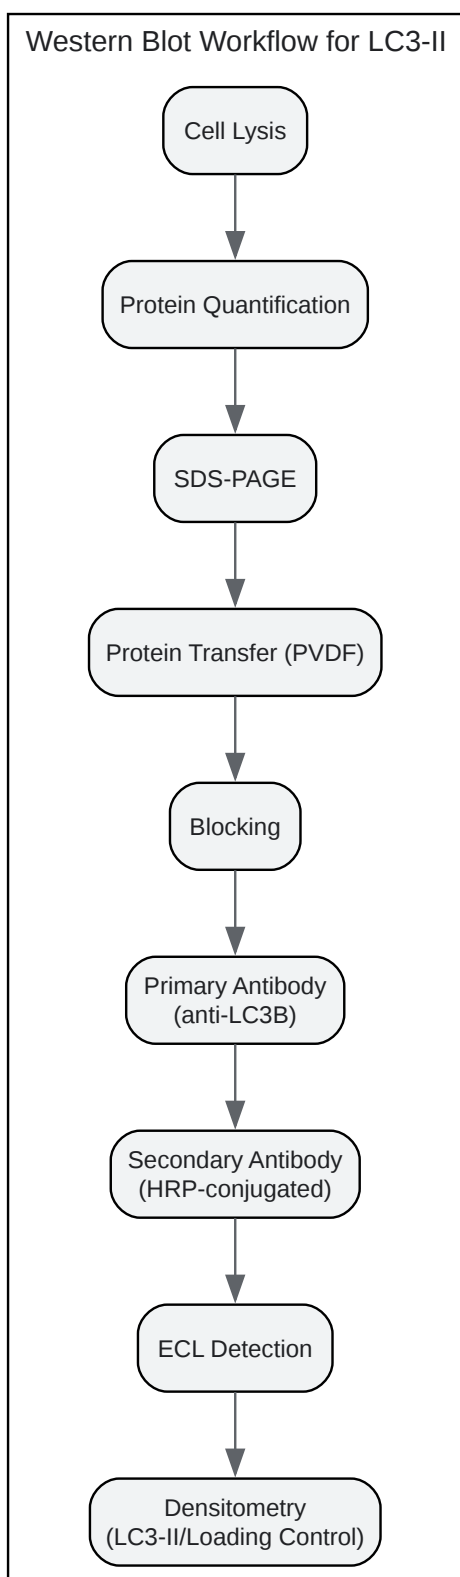 Western Blot Workflow for LC3-II
Cell Lysis
Protein Quantification
SDS-PAGE
Protein Transfer (PVDF)
Blocking
Primary Antibody
(anti-LC3B)
Secondary Antibody
(HRP-conjugated)
ECL Detection
Densitometry
(LC3-II/Loading Control)